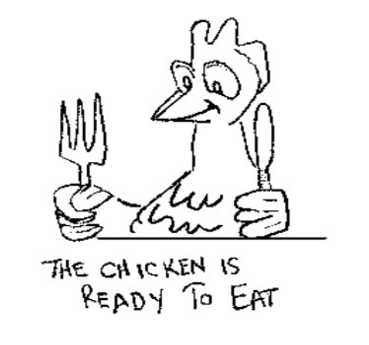 THE CHICKEN IS
READY TO EAT